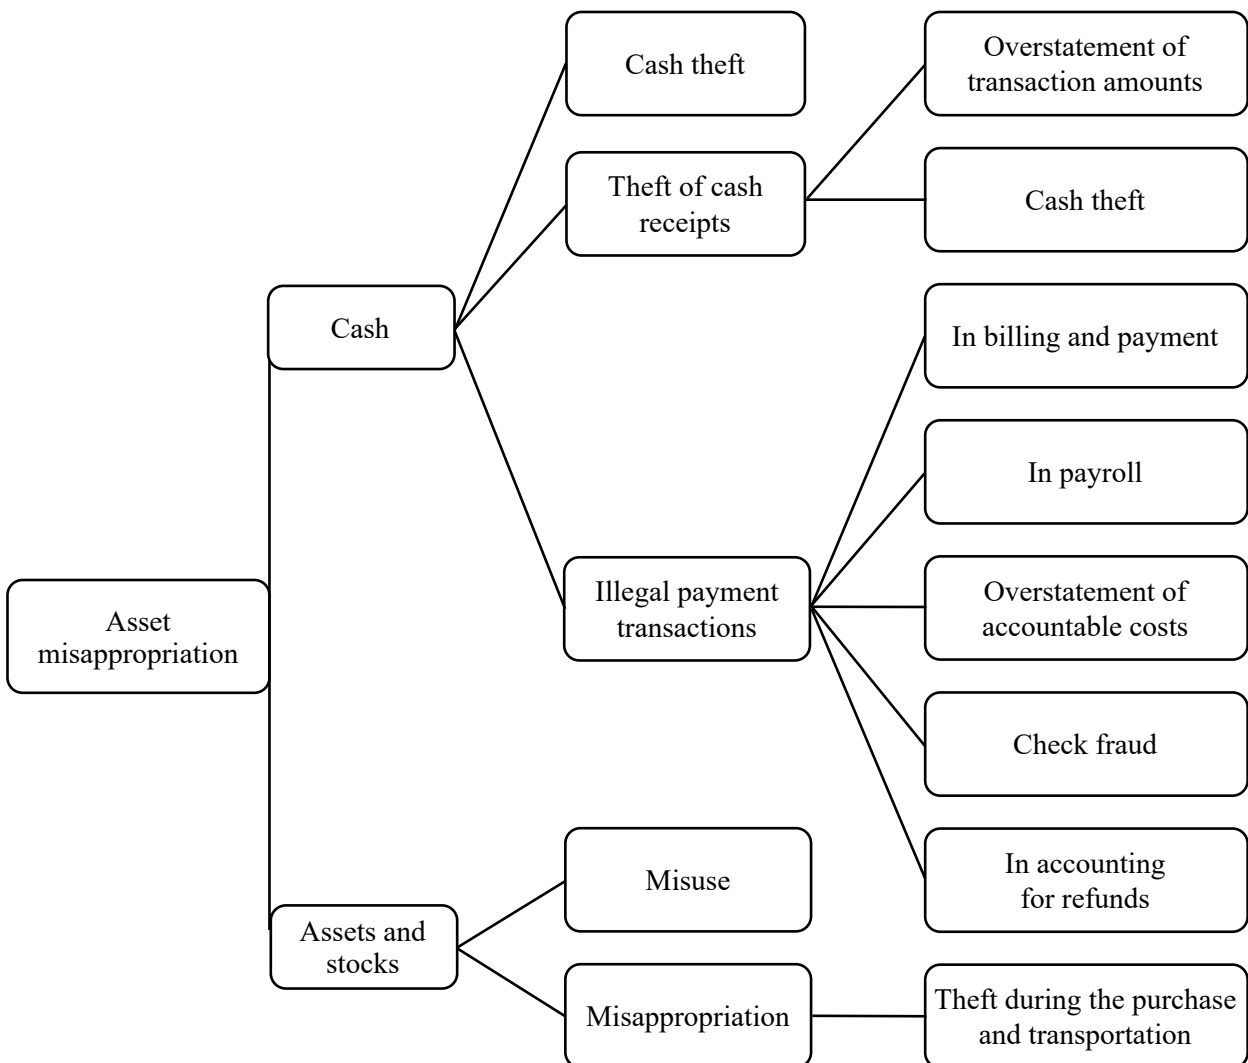 Cash theft
Overstatement of
transaction amounts
Theft of cash
receipts
Cash theft
Cash
In billing and payment
In payroll
Asset
misappropriation
Illegal payment
transactions
Overstatement of
accountable costs
Check fraud
Misuse
In accounting
for refunds
Assets and
stocks
Misappropriation
Theft during the purchase
and transportation